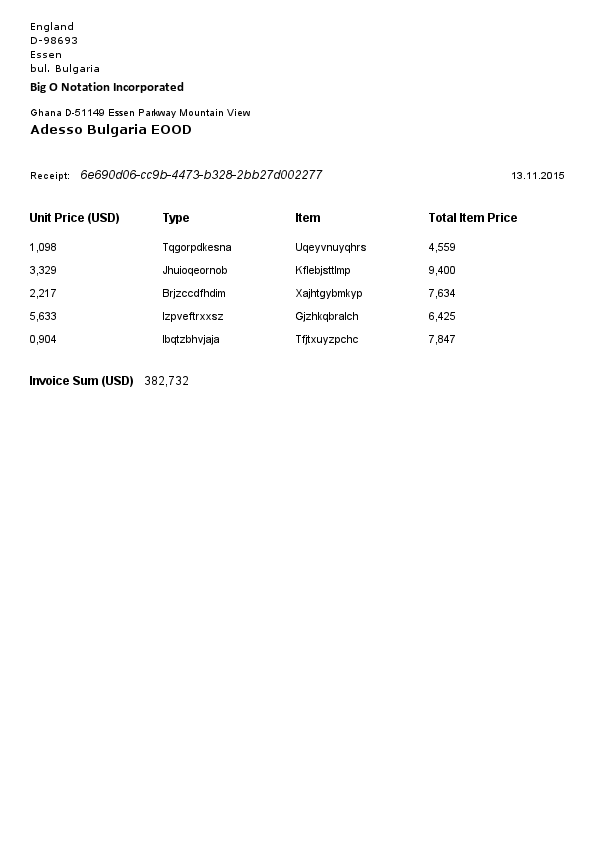 England
D-98693
Essen
bul. Bulgaria
Big O Notation Incorporated
Ghana D-51149 Essen Parkway Mountain View
Adesso Bulgaria EOOD
Receipt: 6e690d06-cc9b-4473-b328-2bb27d002277 13.11.2015
Unit Price (USD) Type Item Total Item Price
1,098 Tqgorpdkesna Uqeyvnuyqhrs 4,559
3,329 Jhuioqeornob Kflebjsttlmp 9,400
2,217 Brjzccdfhdim Xajhtgybmkyp 7,634
5,633 Izpveftrxxsz Gjzhkqbralch 6,425
0,904 Ibqtzbhvjaja Tfjtxuyzpchc 7,847
Invoice Sum (USD) 382,732